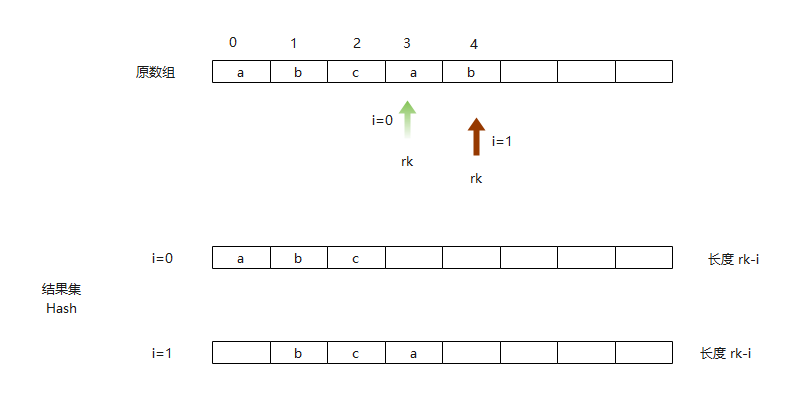 0 1 2 3 4
原数组 a b c a b
i=0
i=1
rk
rk
i=0 a b c 长度 rk-i
结果集
Hash
i=1 b c a 长度 rk-i